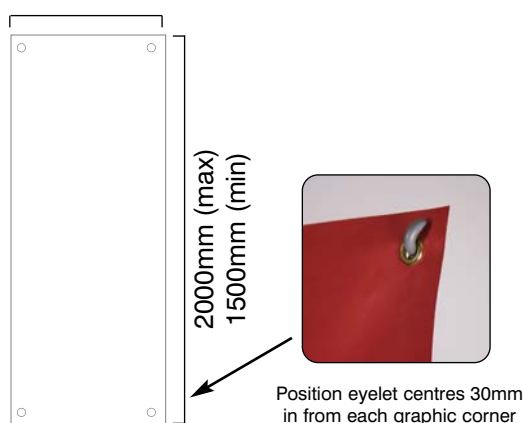 2000mm (max)
1500mm (min)
Position eyelet centres 30mm
in from each graphic corner